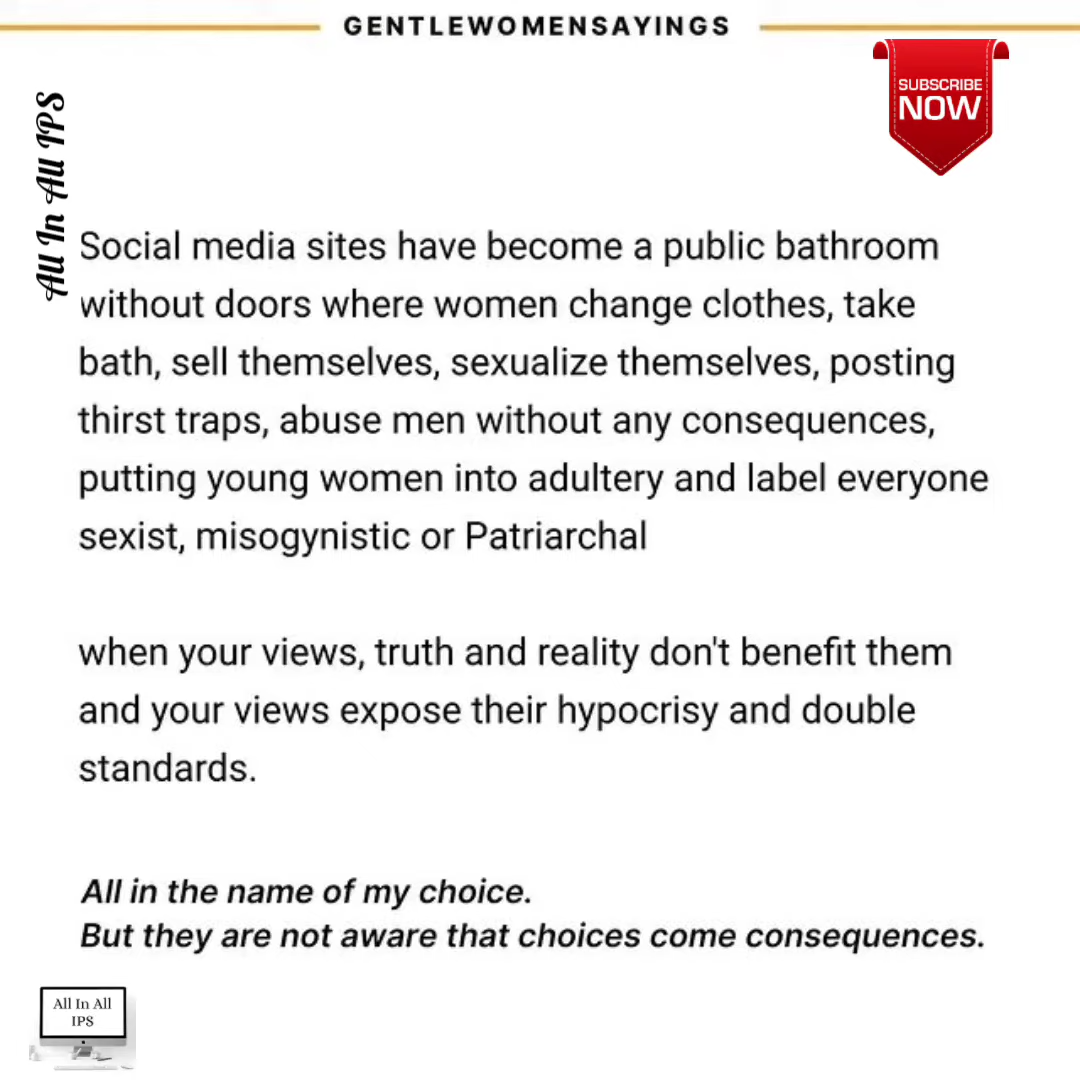 GENTLEWOMENSAYINGS
SUBSCRIBE
NOW
All In All IPS
Social media sites have become a public bathroom
without doors where women change clothes, take
bath, sell themselves, sexualize themselves, posting
thirst traps, abuse men without any consequences,
putting young women into adultery and label everyone
sexist, misogynistic or Patriarchal
when your views, truth and reality don't benefit them
and your views expose their hypocrisy and double
standards.
All in the name of my choice.
But they are not aware that choices come consequences.
All In All
IPS